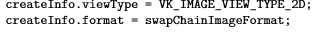 createInfo.viewType = VK_IMAGE_VIEW_TYPE_2D;
createInfo.format = swapChainImageFormat;